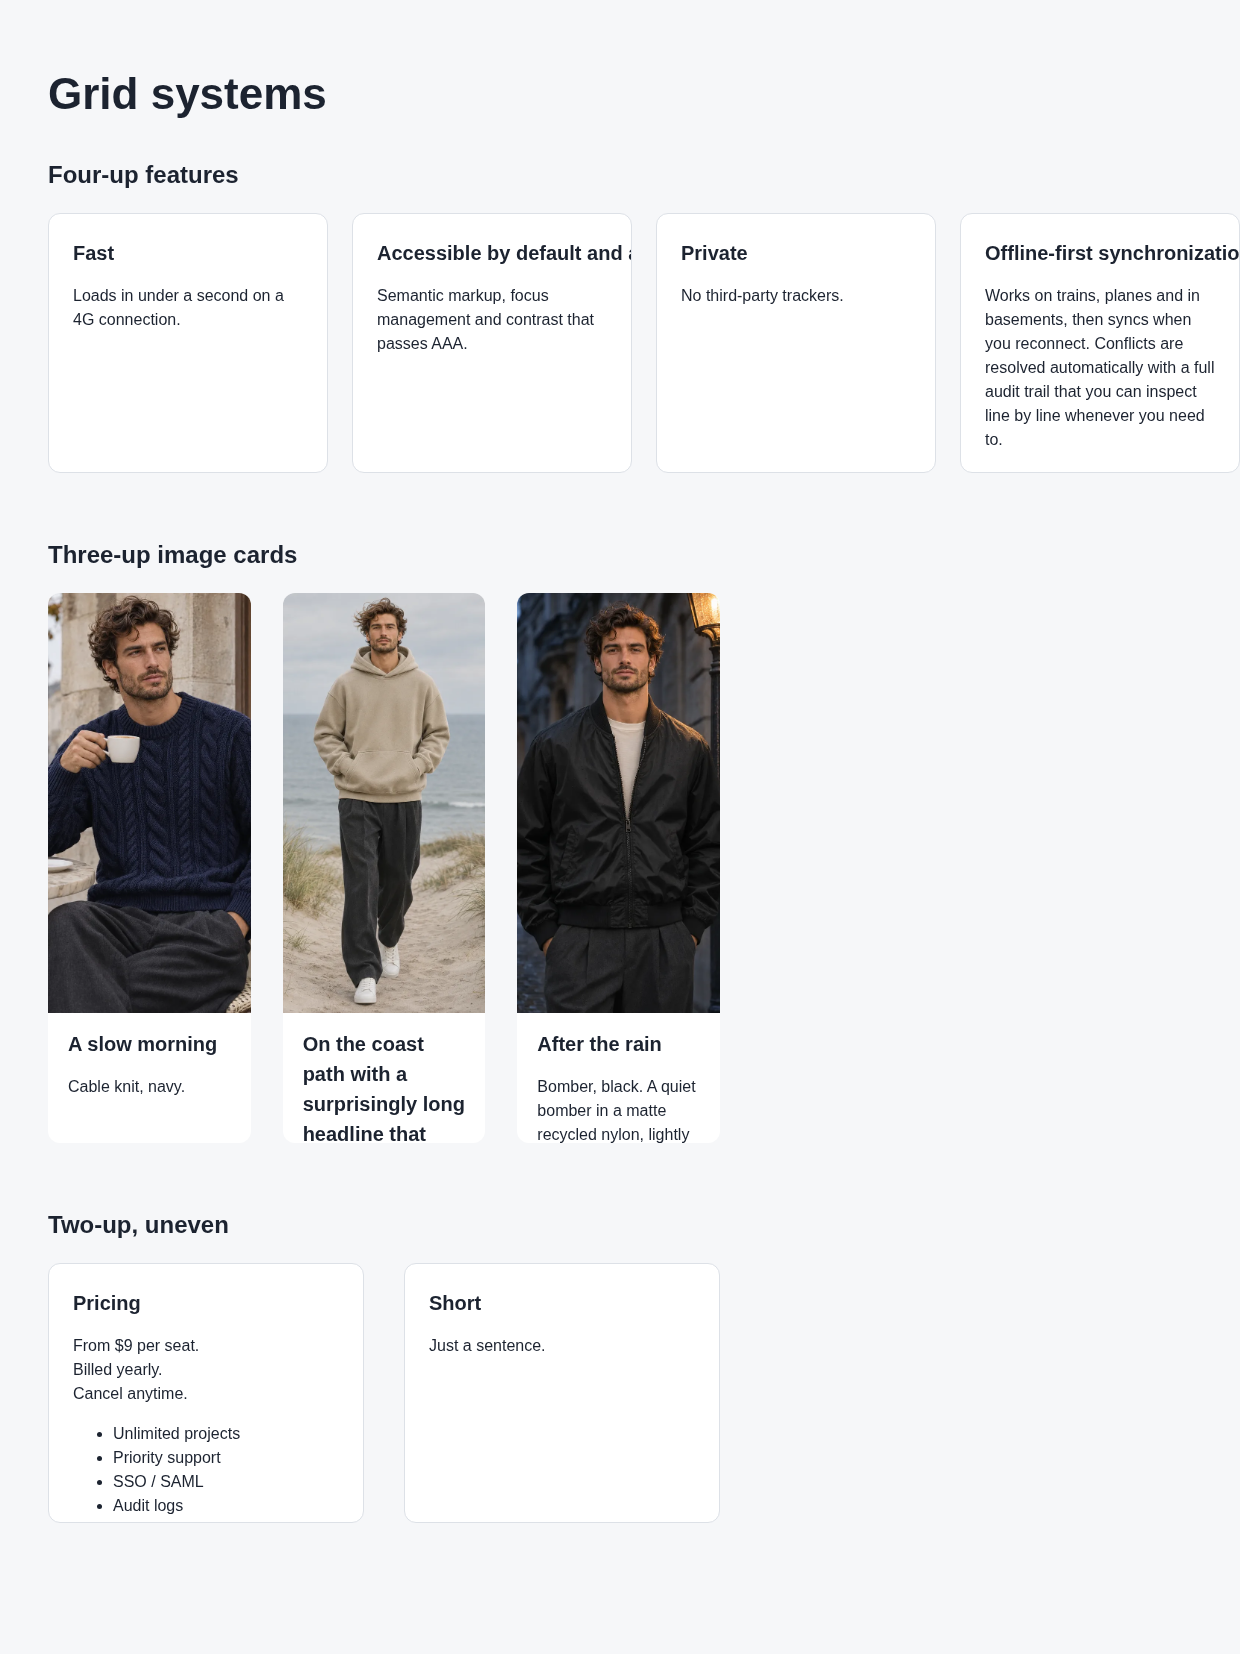 Grid systems
Four-up features
Fast
Loads in under a second on a
4G connection.
Accessible by default and
Semantic markup, focus
management and contrast that
passes AAA.
Private
No third-party trackers.
Offline-first synchronizatio
Works on trains, planes and in
basements, then syncs when
you reconnect. Conflicts are
resolved automatically with a full
audit trail that you can inspect
line by line whenever you need
to.
Three-up image cards
A slow morning
Cable knit, navy.
On the coast
path with a
surprisingly long
headline that
After the rain
Bomber, black. A quiet
bomber in a matte
recycled nylon, lightly
Two-up, uneven
Pricing
From $9 per seat.
Billed yearly.
Cancel anytime.
Unlimited projects
Priority support
SSO / SAML
Audit logs
Short
Just a sentence.